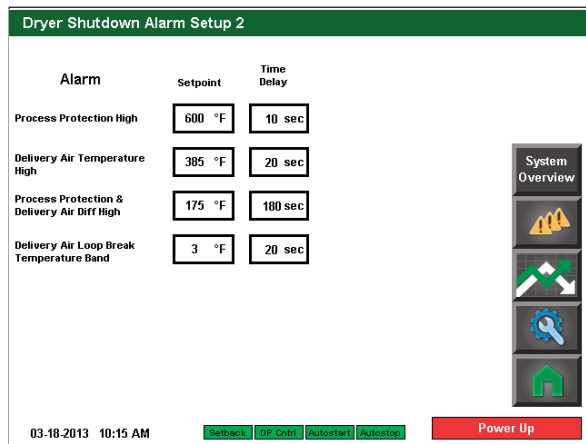 Dryer Shutdown Alarm Setup 2
Alarm
Setpoint
Time
Delay
Process Protection High
600 °F
10 sec
Delivery Air Temperature
High
385 °F
20 sec
Process Protection &
Delivery Air Diff High
175 °F
180 sec
Delivery Air Loop Break
Temperature Band
3 °F
20 sec
System
Overview
03-18-2013 10:15 AM
Setback
DP Cntrl
Autostart
Autostop
Power Up